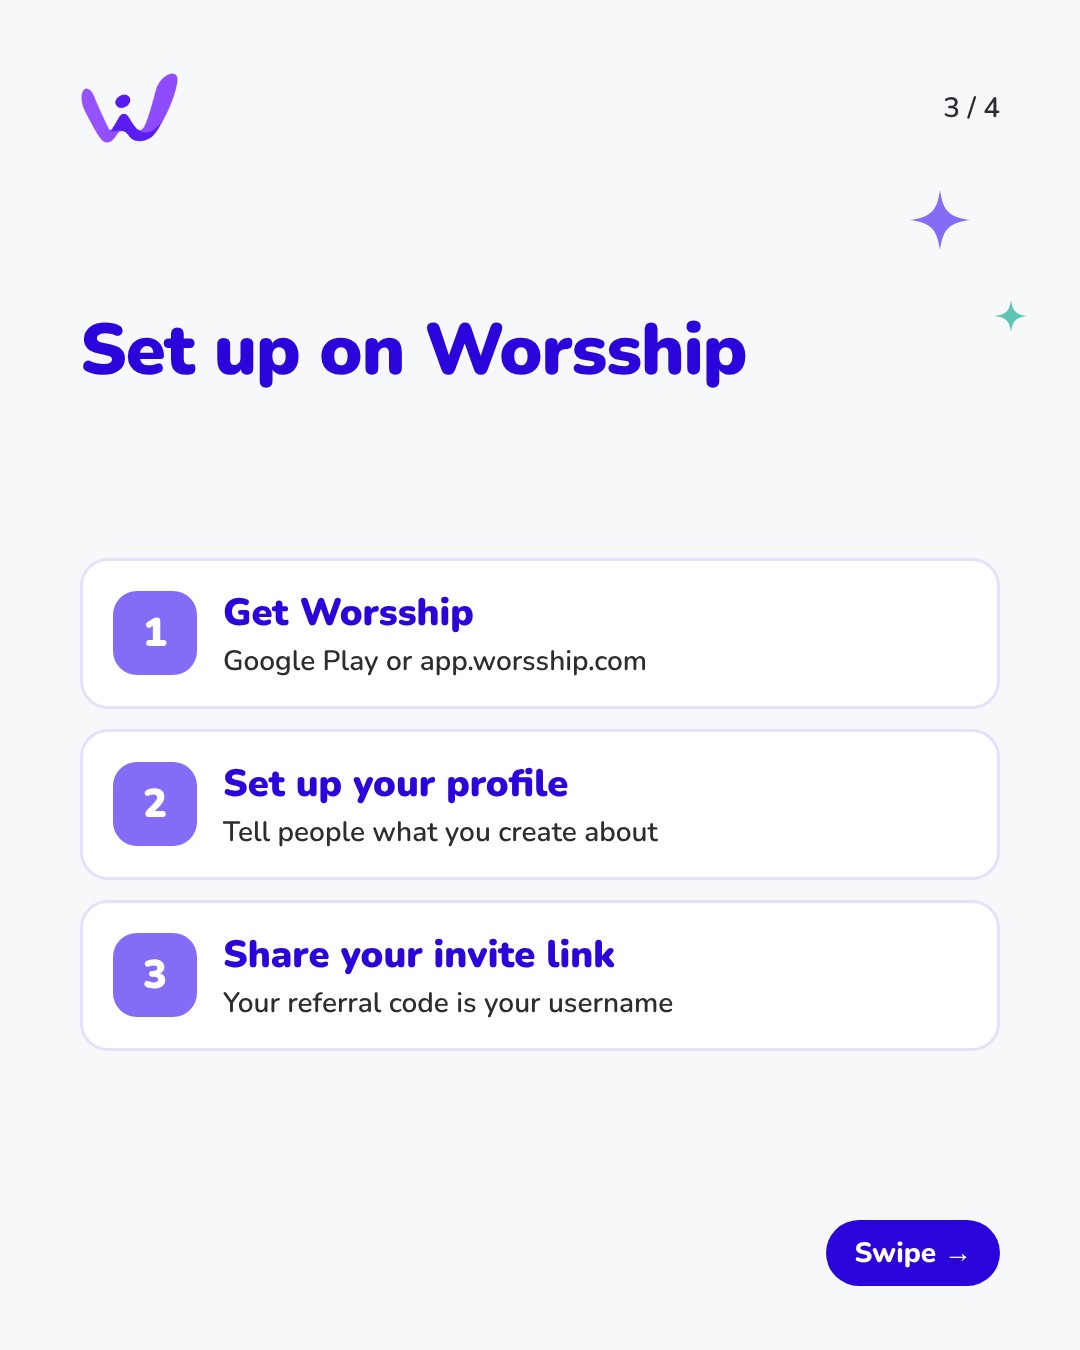 3 / 4
Set up on Worsship
1
Get Worsship
Google Play or app.worsship.com
2
Set up your profile
Tell people what you create about
3
Share your invite link
Your referral code is your username
Swipe →